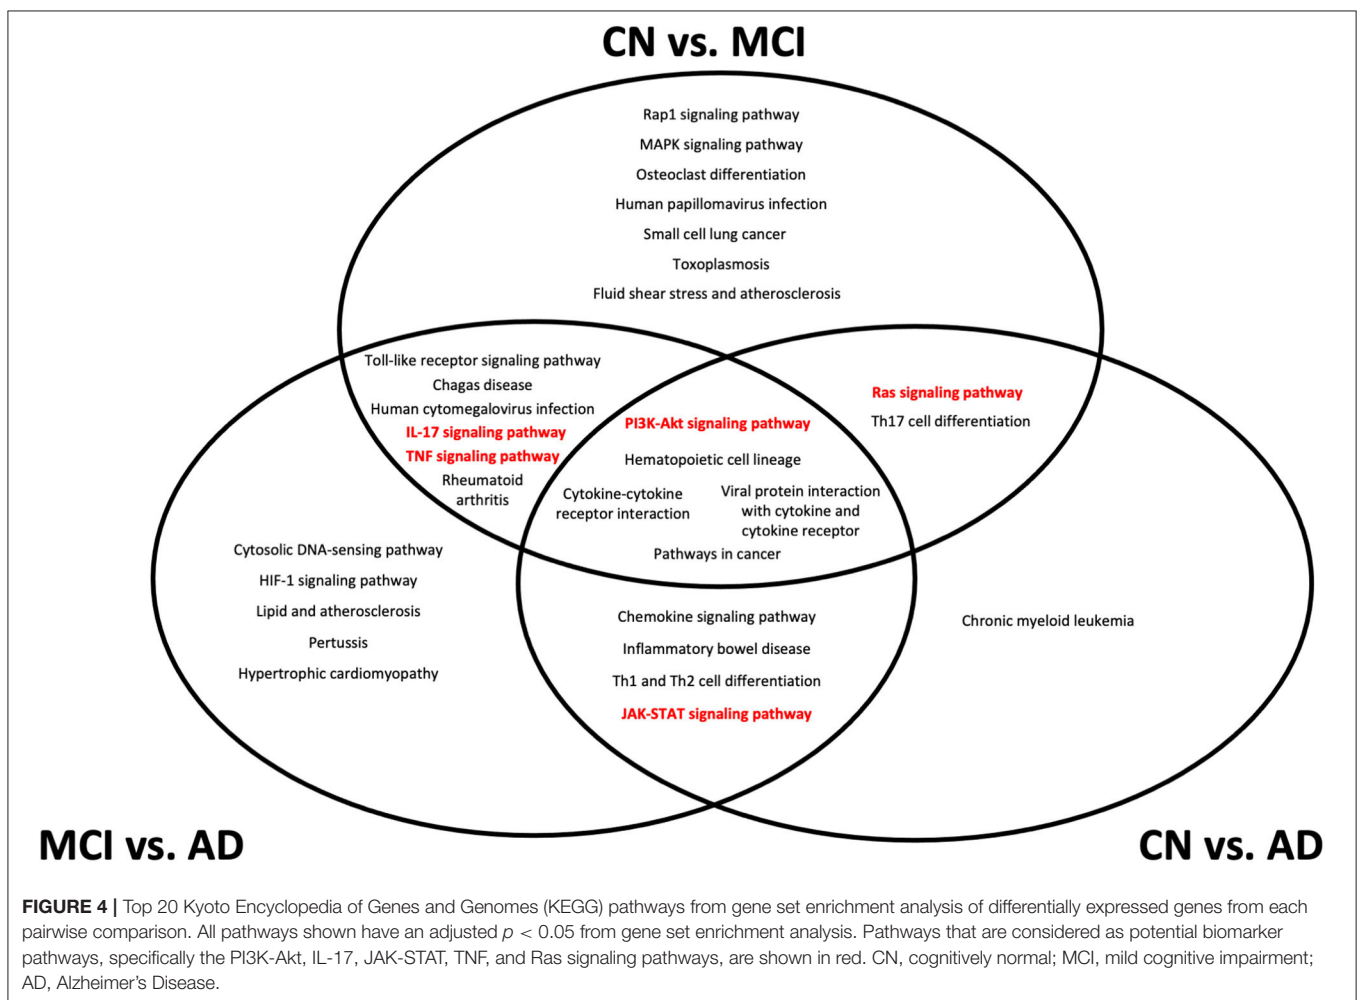 CN vs. MCI
Rap1 signaling pathway
MAPK signaling pathway
Osteoclast differentiation
Human papillomavirus infection
Small cell lung cancer
Toxoplasmosis
Fluid shear stress and atherosclerosis
Toll-like receptor signaling pathway
Chagas disease
Human cytomegalovirus infection
IL-17 signaling pathway
TNF signaling pathway
Rheumatoid
arthritis
PI3K-Akt signaling pathway
Hematopoietic cell lineage
Cytokine-cytokine
receptor interaction
Viral protein interaction
with cytokine and
cytokine receptor
Pathways in cancer
Ras signaling pathway
Th17 cell differentiation
Cytosolic DNA-sensing pathway
HIF-1 signaling pathway
Lipid and atherosclerosis
Pertussis
Hypertrophic cardiomyopathy
Chemokine signaling pathway
Inflammatory bowel disease
Th1 and Th2 cell differentiation
JAK-STAT signaling pathway
Chronic myeloid leukemia
MCI vs. AD
CN vs. AD
FIGURE 4 | Top 20 Kyoto Encyclopedia of Genes and Genomes (KEGG) pathways from gene set enrichment analysis of differentially expressed genes from each
pairwise comparison. All pathways shown have an adjusted p < 0.05 from gene set enrichment analysis. Pathways that are considered as potential biomarker
pathways, specifically the PI3K-Akt, IL-17, JAK-STAT, TNF, and Ras signaling pathways, are shown in red. CN, cognitively normal; MCI, mild cognitive impairment;
AD, Alzheimer's Disease.